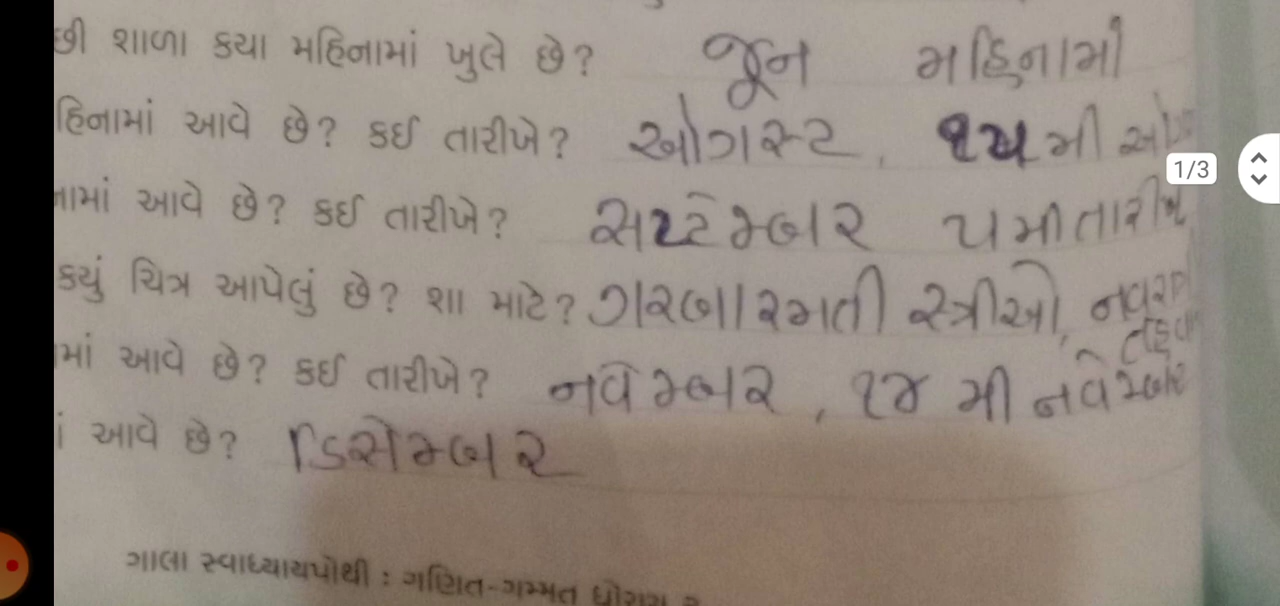 છી શાળા કયા મહિનામાં ખુલે છે? જૂન મહિનામાં
હિનામાં આવે છે? કઈ તારીખે? ઓગસ્ટ, ૧૫મી
નામાં આવે છે? કઈ તારીખે? સપ્ટેમ્બર ૫મી તારીખે
કયું ચિત્ર આપેલું છે? શા માટે? ગરબા રમતી સ્ત્રીઓ,
માં આવે છે? કઈ તારીખે? નવેમ્બર, ૧૪ મી નવેમ્બર
ં આવે છે? ડિસેમ્બર
ગાલા સ્વાધ્યાયપોથી : ગણિત-ગમ્મત ધોરણ
1/3